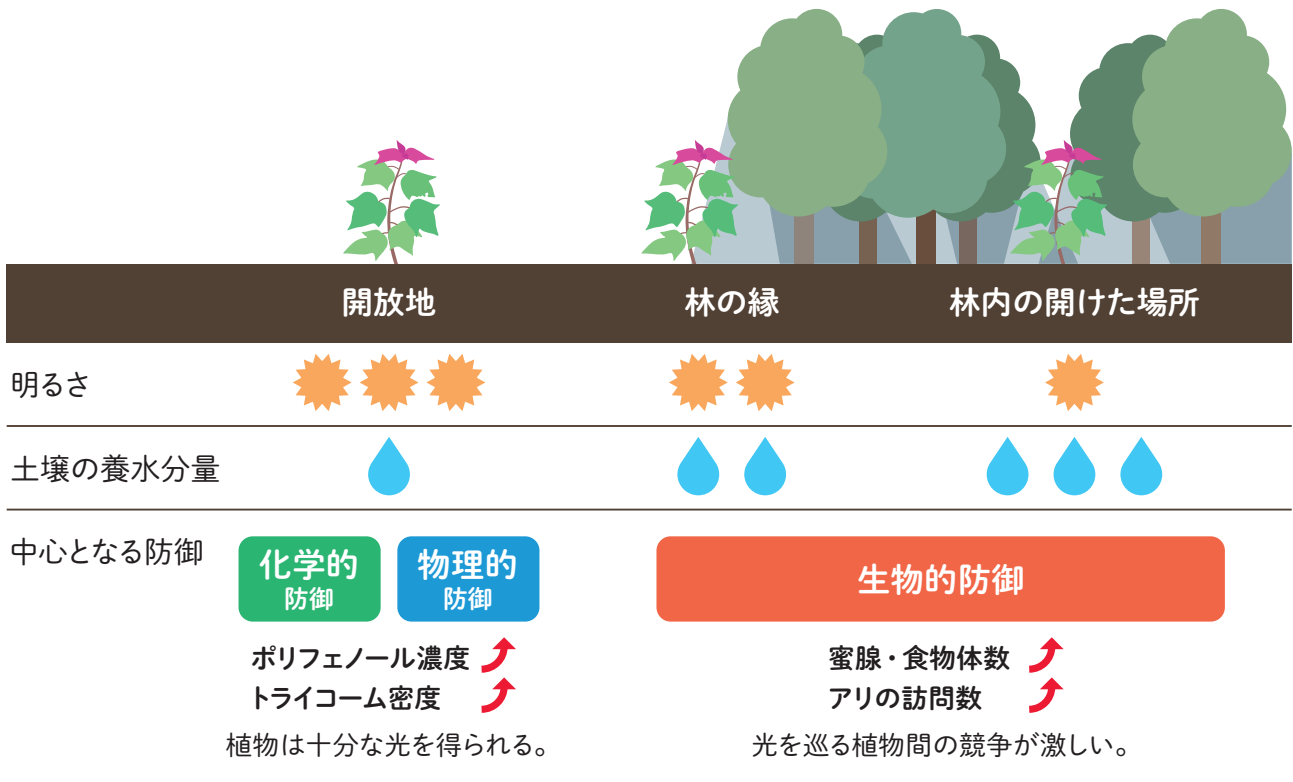 開放地
林の縁
林内の開けた場所
明るさ
土壌の養水分量
中心となる防御
化学的
防御
物理的
防御
生物的防御
ポリフェノール濃度
トライコーム密度
植物は十分な光を得られる。
蜜腺・食物体数
アリの訪問数
光を巡る植物間の競争が激しい。